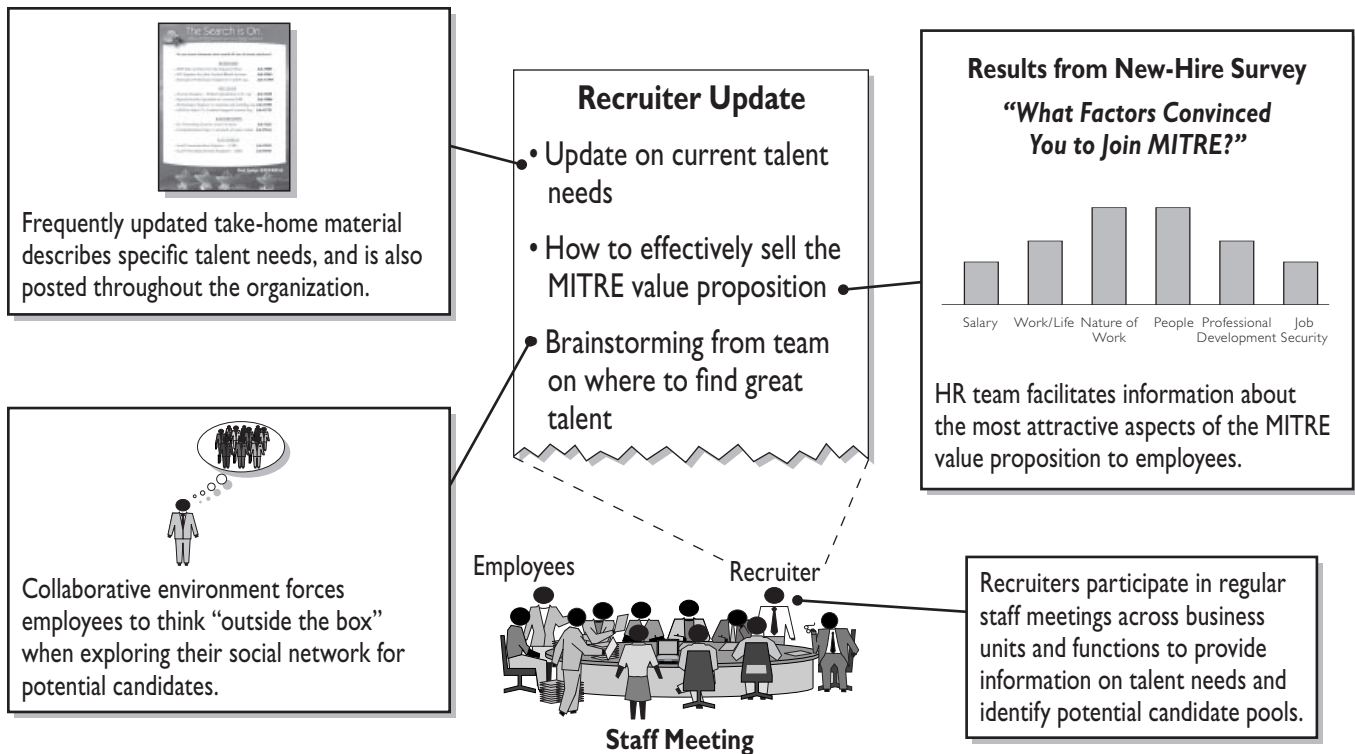 The Search is On
Frequently updated take-home material
describes specific talent needs, and is also
posted throughout the organization.
Recruiter Update
• Update on current talent
needs
• How to effectively sell the
MITRE value proposition
• Brainstorming from team
on where to find great
talent
Results from New-Hire Survey
“What Factors Convinced
You to Join MITRE?”
Salary Work/Life Nature of Work People Professional Development Job Security
HR team facilitates information about
the most attractive aspects of the MITRE
value proposition to employees.
Collaborative environment forces
employees to think “outside the box”
when exploring their social network for
potential candidates.
Employees
Recruiter
Staff Meeting
Recruiters participate in regular
staff meetings across business
units and functions to provide
information on talent needs and
identify potential candidate pools.